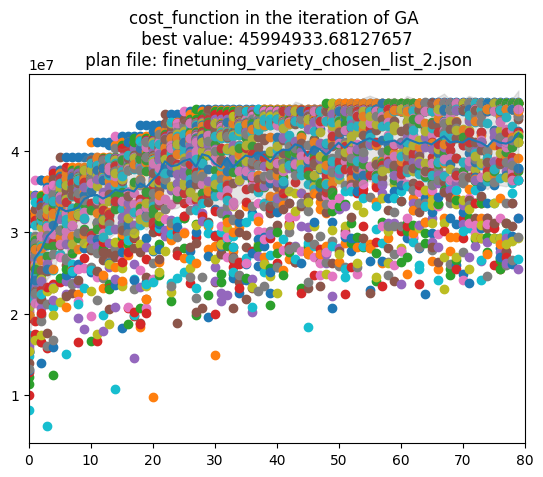 cost_function in the iteration of GA
best value: 45994933.68127657
plan file: finetuning_variety_chosen_list_2.json
1e7
4
3
2
1
0 10 20 30 40 50 60 70 80